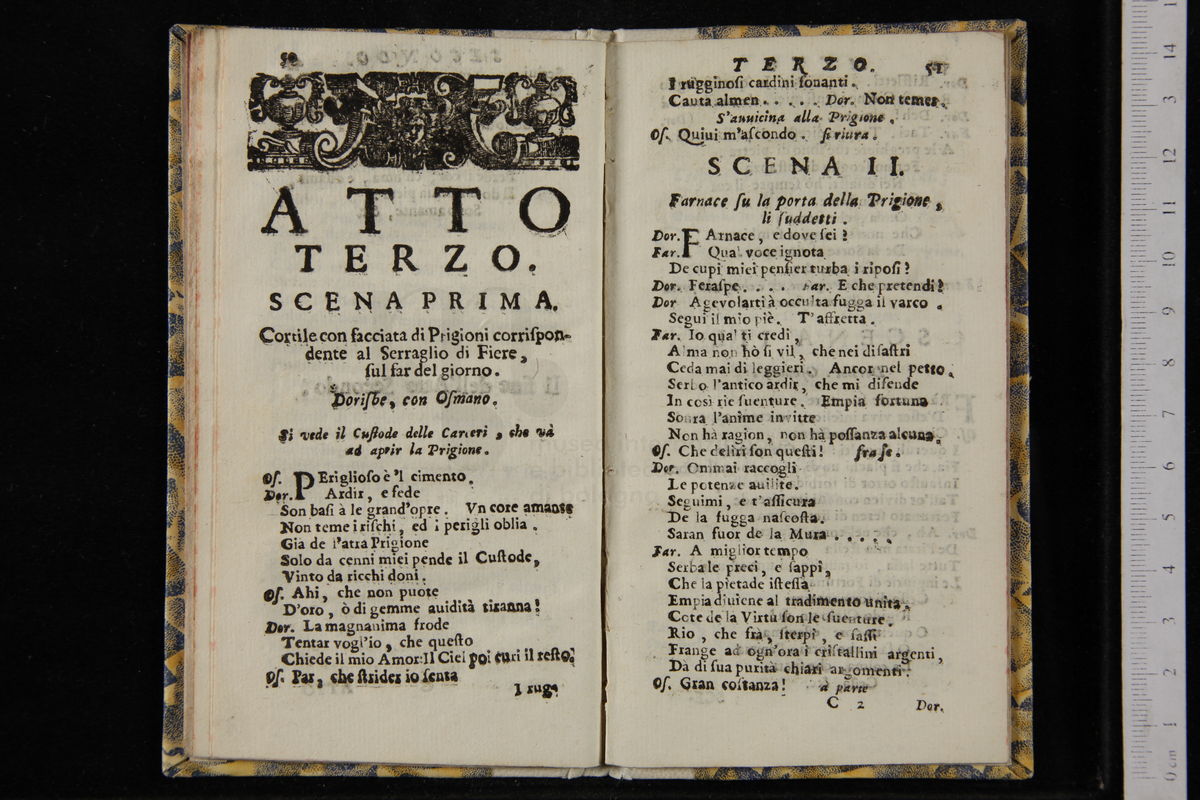 50
ATTO
TERZO.
SCENA PRIMA.
Cortile con facciata di Prigioni corrispon-
dente al Serraglio di Fiere,
sul far del giorno.
Dorisbe, con Osmano.
Si vede il Custode delle Carceri, che và
ad aprir la Prigione.
Os. PEriglioso è 'l cimento.
Dor. Ardir, e fede
Son basi à le grand'opre. Vn core amante
Non teme i rischi, ed i perigli oblia.
Gia de l'atra Prigione
Solo da cenni miei pende il Custode,
Vinto da ricchi doni.
Os. Ahi, che non puote
D'oro, ò di gemme auidità tiranna!
Dor. La magnanima frode
Tentar vogl'io, che questo
Chiede il mio Amor: Il Ciel poi curi il resto.
Os. Par, che strider io senta
I rug-
TERZO. 51
I rugginosi cardini sonanti.
Cauta almen..... Dor. Non temer.
S'auuicina alla Prigione.
Os. Quiui m'ascondo. si ritira.
SCENA II.
Farnace su la porta della Prigione,
li suddetti.
Dor. FArnace, e dove sei?
Far. Qual voce ignota
De cupi miei pensier turba i riposi?
Dor. Feraspe.... Far. E che pretendi?
Dor Agevolarti à occulta fugga il varco.
Segui il mio piè. T'affretta.
Far. Io qual ti credi,
Alma non hò sì vil, che nei disastri
Ceda mai di leggieri. Ancor nel petto
Serbo l'antico ardir, che mi difende
In così rie suenture. Empia fortuna
Soura l'anime inuitte
Non hà ragion, non hà possanza alcuna.
Os. Che deliri son questi! fra se.
Dor. Ommai raccogli
Le potenze auilite.
Seguimi, e t'assicura
De la fugga nascosta.
Saran fuor de la Mura.....
Far. A miglior tempo
Serba le preci, e sappi,
Che la pietade istessa
Empia diuiene al tradimento unita.
Cote de la Virtù son le suenture.
Rio, che frà, sterpi, e sassi
Frange ad ogn'ora i cristallini argenti,
Dà di sua purità chiari argomenti.
Os. Gran costanza! à parte
C 2 Dor.